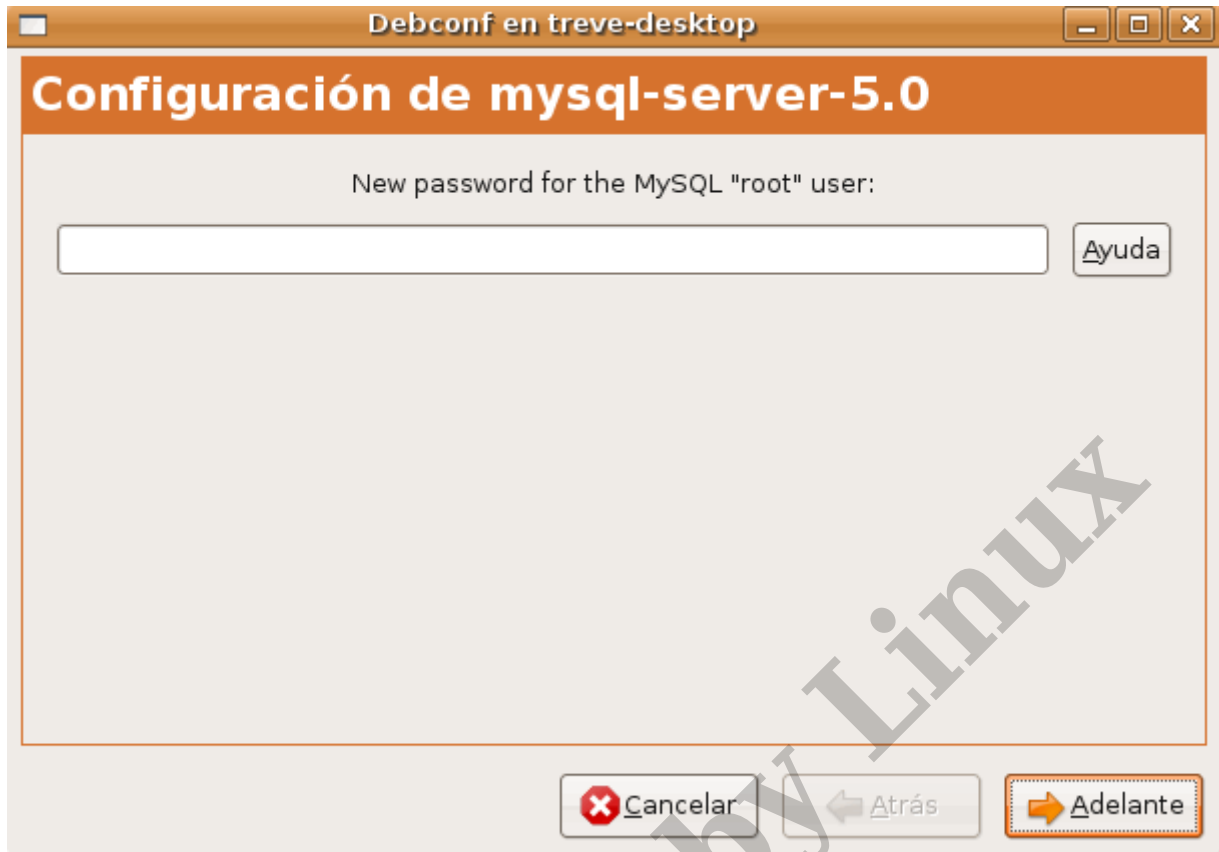 Debconf en treve-desktop
Configuración de mysql-server-5.0
New password for the MySQL "root" user:
Ayuda
Cancelar
Atrás
Adelante
by Linux